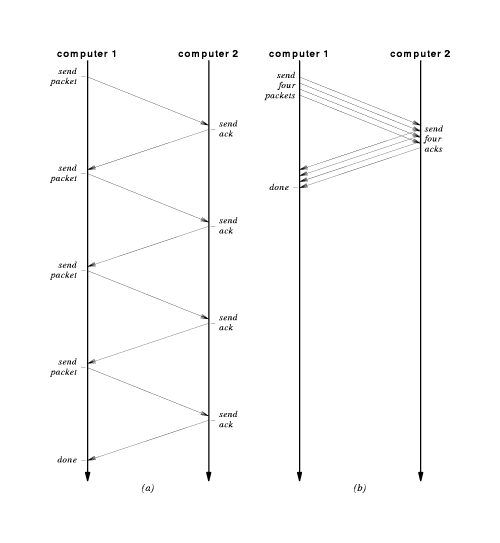 computer 1
computer 2
send
packet
send
ack
send
packet
send
ack
send
packet
send
ack
send
packet
send
ack
done
(a)
computer 1
computer 2
send
four
packets
send
four
acks
done
(b)